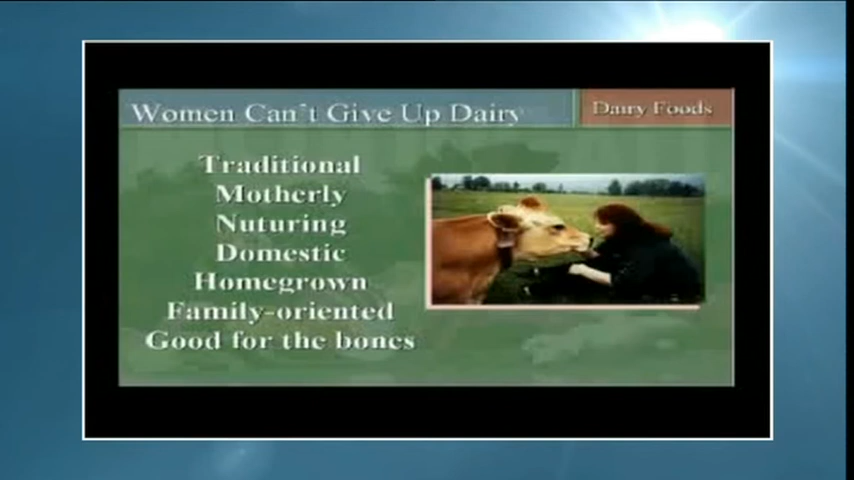 Women Can't Give Up Dairy
Dairy Foods
Traditional
Motherly
Nuturing
Domestic
Homegrown
Family-oriented
Good for the bones